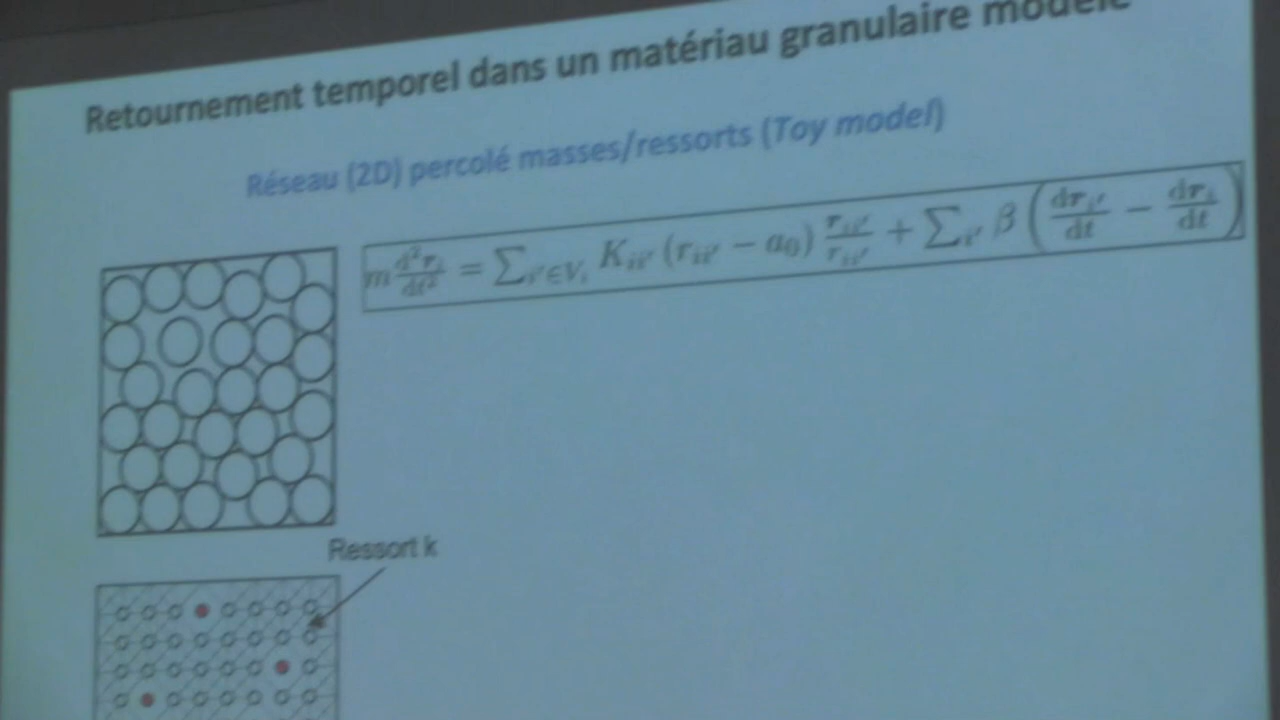 Retournement temporel dans un matériau granulaire modèle
Réseau (2D) percolé masses/ressorts (Toy model)
m d²r_i/dt² = ∑_{i'∈V_i} K_{ii'} (r_{ii'} − a_0) r_{ii'}/r_{ii'} + ∑_{i'} β (dr_{i'}/dt − dr_i/dt)
Ressort k